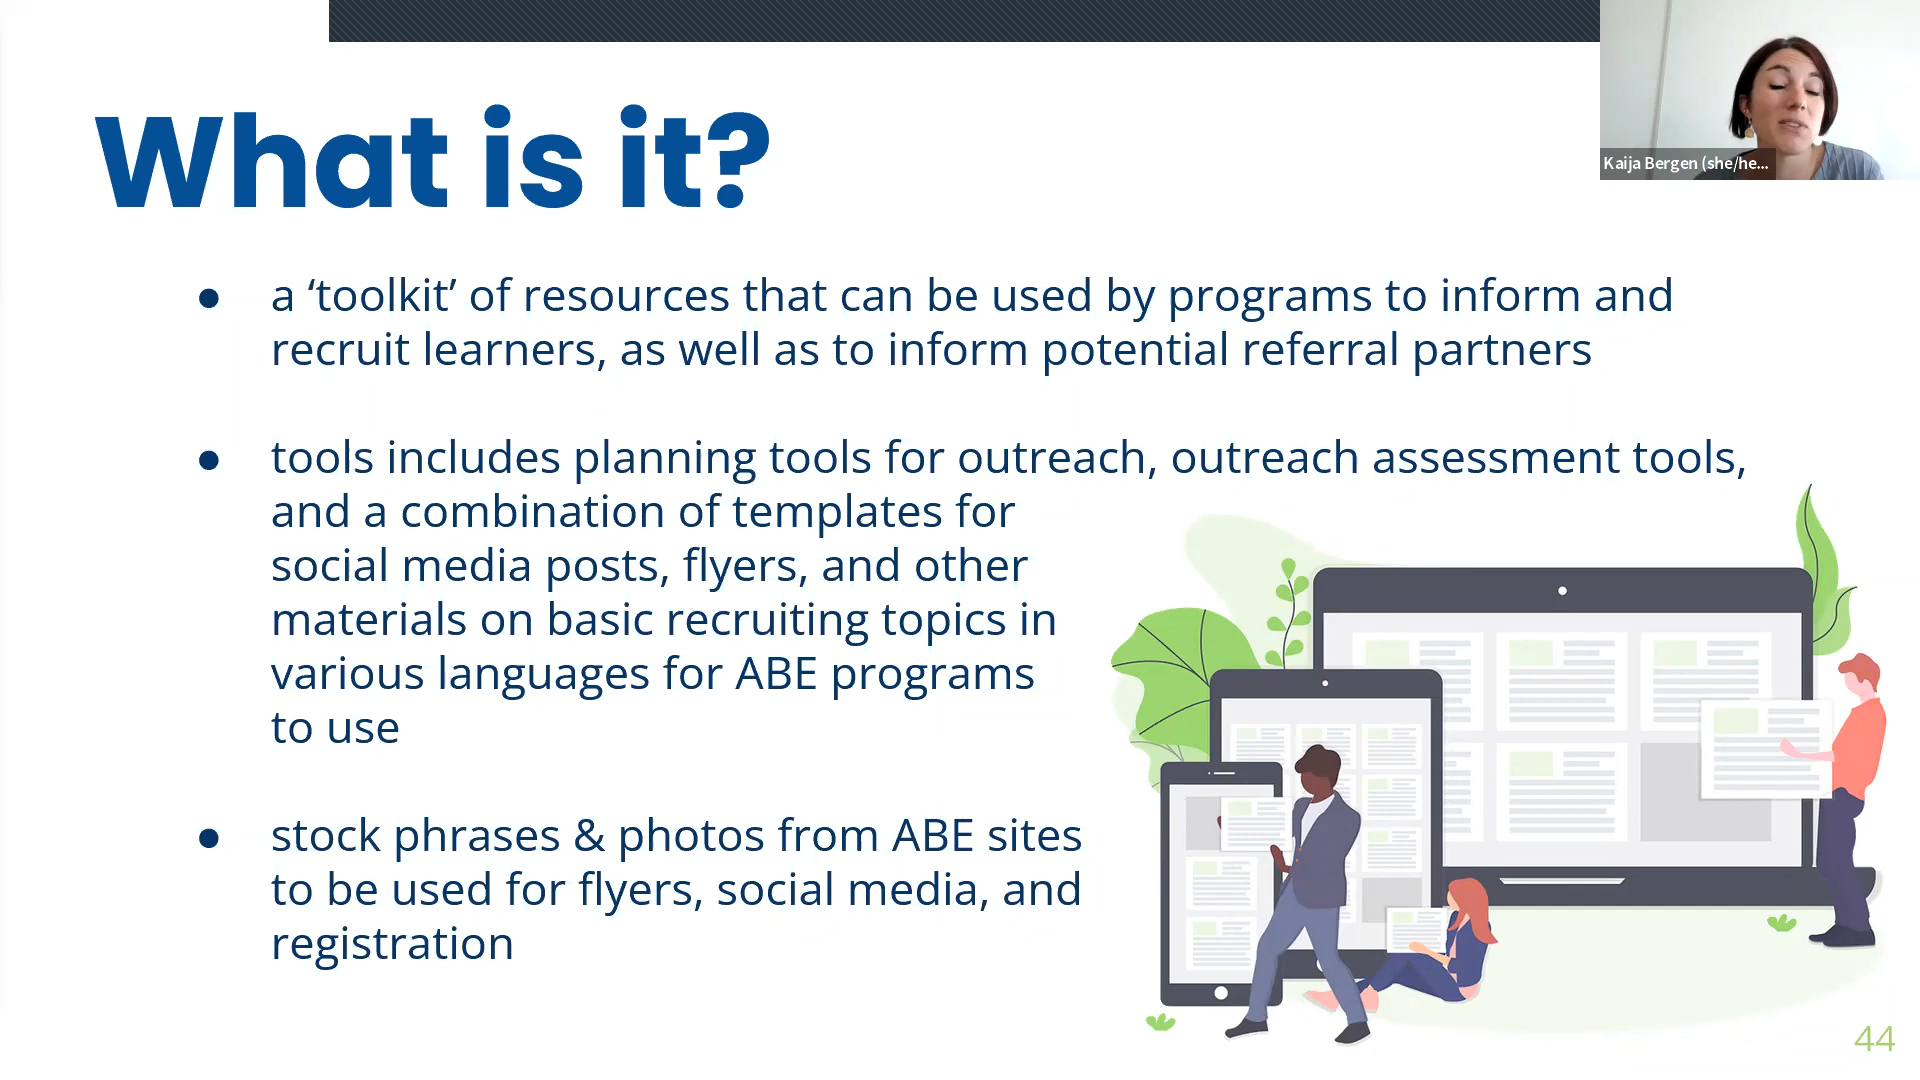 What is it?
Kaija Bergen (she/he...
● a ‘toolkit’ of resources that can be used by programs to inform and
recruit learners, as well as to inform potential referral partners
● tools includes planning tools for outreach, outreach assessment tools,
and a combination of templates for
social media posts, flyers, and other
materials on basic recruiting topics in
various languages for ABE programs
to use
● stock phrases & photos from ABE sites
to be used for flyers, social media, and
registration
44